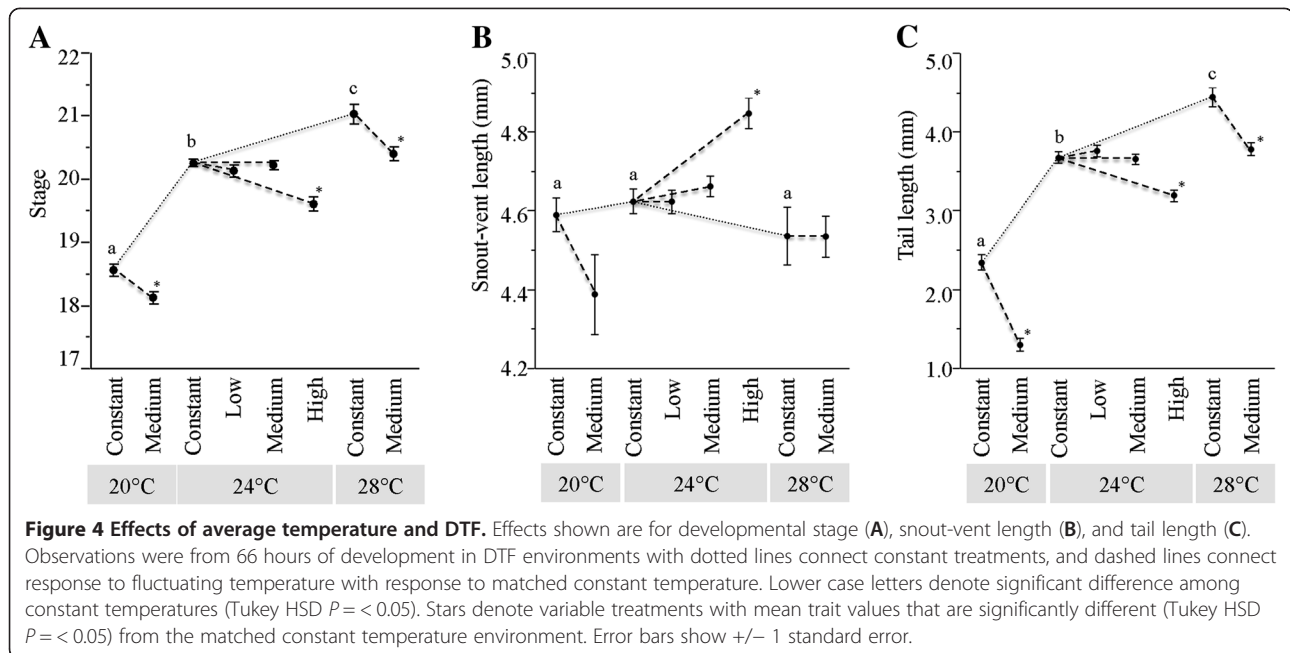 A
B
C
22
21
20
19
18
17
Stage
a
*
b
*
c
*
5.0
4.8
4.6
4.4
4.2
Snout-vent length (mm)
a
a
*
a
5.0
4.0
3.0
2.0
1.0
Tail length (mm)
a
*
b
*
c
*
Constant
Medium
Constant
Low
Medium
High
Constant
Medium
20°C
24°C
28°C
Constant
Medium
Constant
Low
Medium
High
Constant
Medium
20°C
24°C
28°C
Constant
Medium
Constant
Low
Medium
High
Constant
Medium
20°C
24°C
28°C
Figure 4 Effects of average temperature and DTF. Effects shown are for developmental stage (A), snout-vent length (B), and tail length (C).
Observations were from 66 hours of development in DTF environments with dotted lines connect constant treatments, and dashed lines connect
response to fluctuating temperature with response to matched constant temperature. Lower case letters denote significant difference among
constant temperatures (Tukey HSD P = < 0.05). Stars denote variable treatments with mean trait values that are significantly different (Tukey HSD
P = < 0.05) from the matched constant temperature environment. Error bars show +/− 1 standard error.